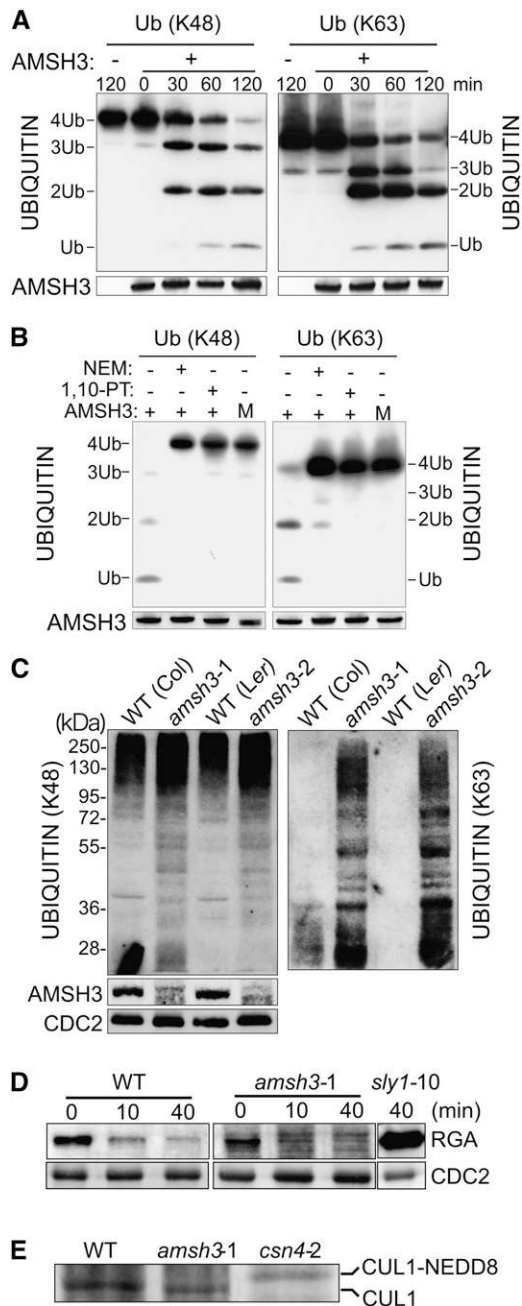 A
Ub (K48) Ub (K63)
AMSH3: - + - +
120 0 30 60 120 120 0 30 60 120 min
UBIQUITIN
4Ub
3Ub
2Ub
Ub
4Ub
3Ub
2Ub
Ub
UBIQUITIN
AMSH3
B
Ub (K48) Ub (K63)
NEM: - + - - - + - -
1,10-PT: - - + - - - + -
AMSH3: + + + M + + + M
UBIQUITIN
4Ub
3Ub
2Ub
Ub
4Ub
3Ub
2Ub
Ub
UBIQUITIN
AMSH3
C
WT (Col) amsh3-1 WT (Ler) amsh3-2 WT (Col) amsh3-1 WT (Ler) amsh3-2
(kDa)
250-
130-
95-
72-
55-
36-
28-
UBIQUITIN (K48)
UBIQUITIN (K63)
AMSH3
CDC2
D
WT amsh3-1 sly1-10
0 10 40 0 10 40 40 (min)
RGA
CDC2
E
WT amsh3-1 csn4-2
CUL1-NEDD8
CUL1